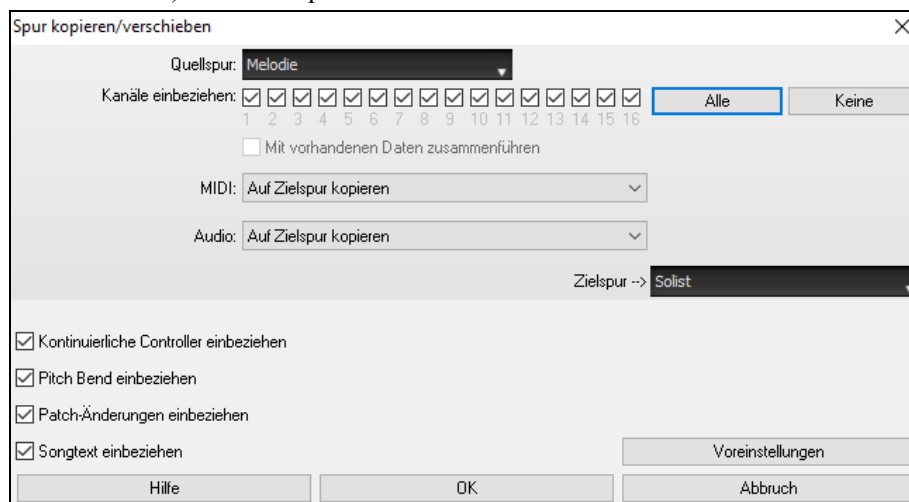 Spur kopieren/verschieben
Quellspur: Melodie
Kanäle einbeziehen: Alle Keine
1 2 3 4 5 6 7 8 9 10 11 12 13 14 15 16
Mit vorhandenen Daten zusammenführen
MIDI: Auf Zielspur kopieren
Audio: Auf Zielspur kopieren
Zielspur --> Solist
Kontinuierliche Controller einbeziehen
Pitch Bend einbeziehen
Patch-Änderungen einbeziehen
Songtext einbeziehen Voreinstellungen
Hilfe OK Abbruch